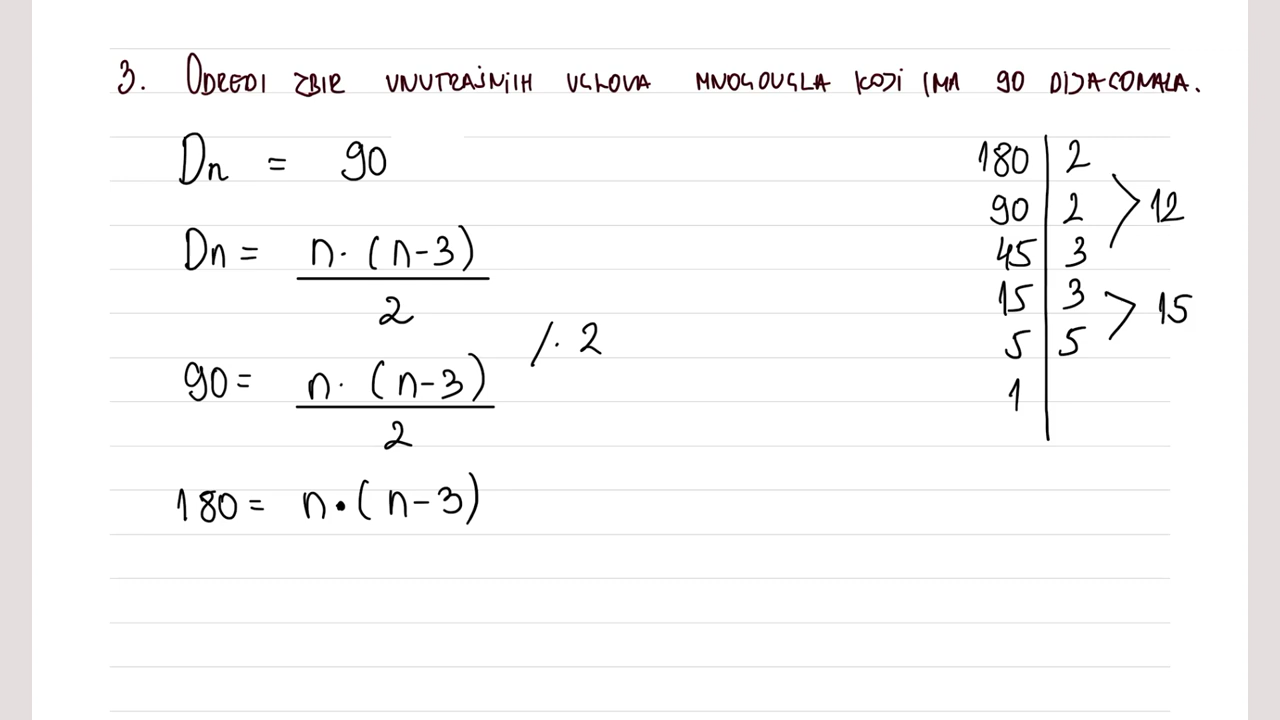 3. ODREDI ZBIR UNUTRAŠNJIH UGLOVA MNOGOUGLA KOJI IMA 90 DIJAGONALA.
Dn = 90
Dn = n · (n-3)
2
90 = n · (n-3) /· 2
2
180 = n · (n-3)
180 | 2
90 | 2 > 12
45 | 3
15 | 3 > 15
5 | 5
1 |